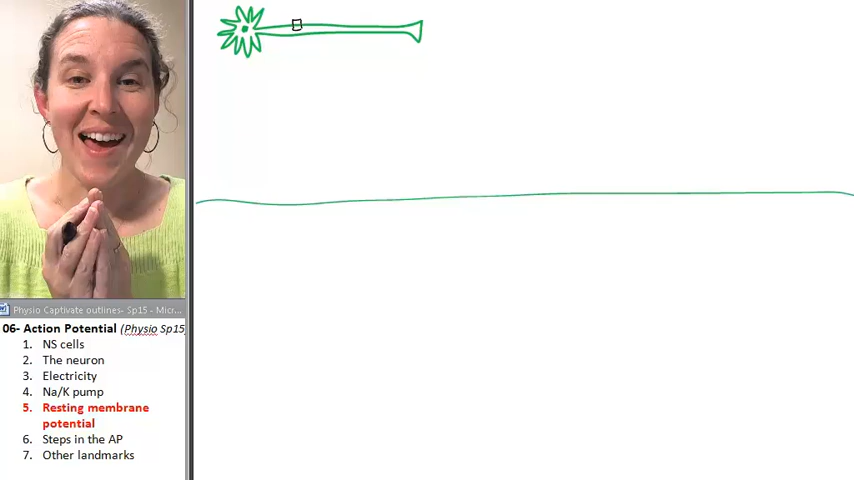 Physio Captivate outlines- Sp15 - Micr...
06- Action Potential (Physio Sp15
1. NS cells
2. The neuron
3. Electricity
4. Na/K pump
5. Resting membrane
potential
6. Steps in the AP
7. Other landmarks